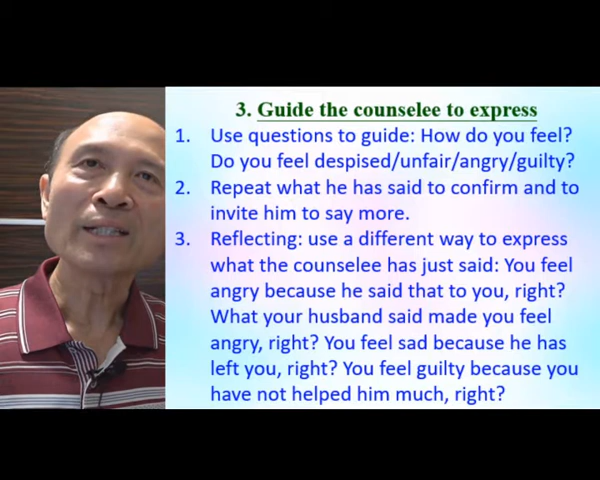 3. Guide the counselee to express
1. Use questions to guide: How do you feel?
Do you feel despised/unfair/angry/guilty?
2. Repeat what he has said to confirm and to
invite him to say more.
3. Reflecting: use a different way to express
what the counselee has just said: You feel
angry because he said that to you, right?
What your husband said made you feel
angry, right? You feel sad because he has
left you, right? You feel guilty because you
have not helped him much, right?